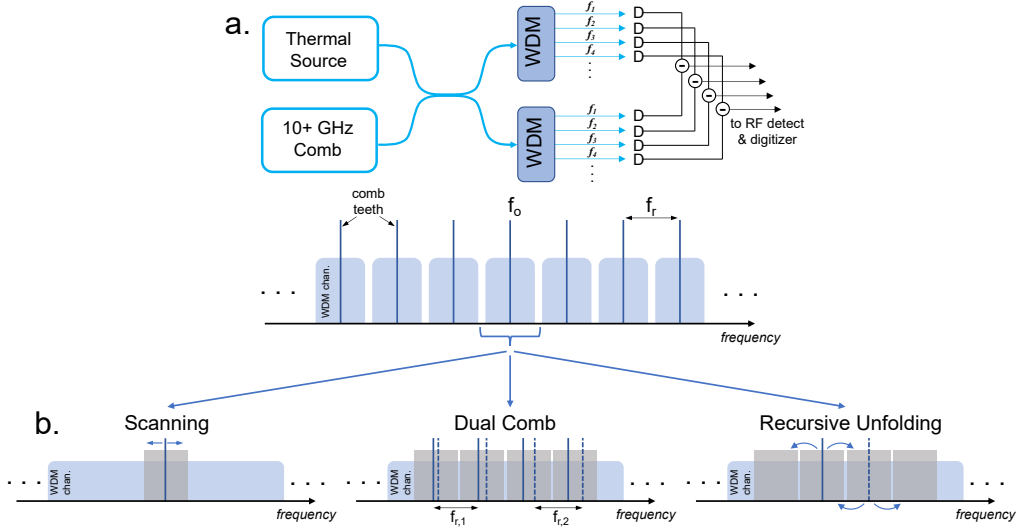 a.
Thermal
Source
10+ GHz
Comb
WDM
f1
f2
f3
f4
D
D
D
D
WDM
f1
f2
f3
f4
D
D
D
D
to RF detect
& digitizer
comb
teeth
fo
fr
WDM chan.
. . .
. . .
frequency
b.
Scanning
Dual Comb
Recursive Unfolding
WDM
chan.
WDM
chan.
WDM
chan.
. . .
. . .
. . .
. . .
. . .
. . .
frequency
fr,1
fr,2
frequency
frequency